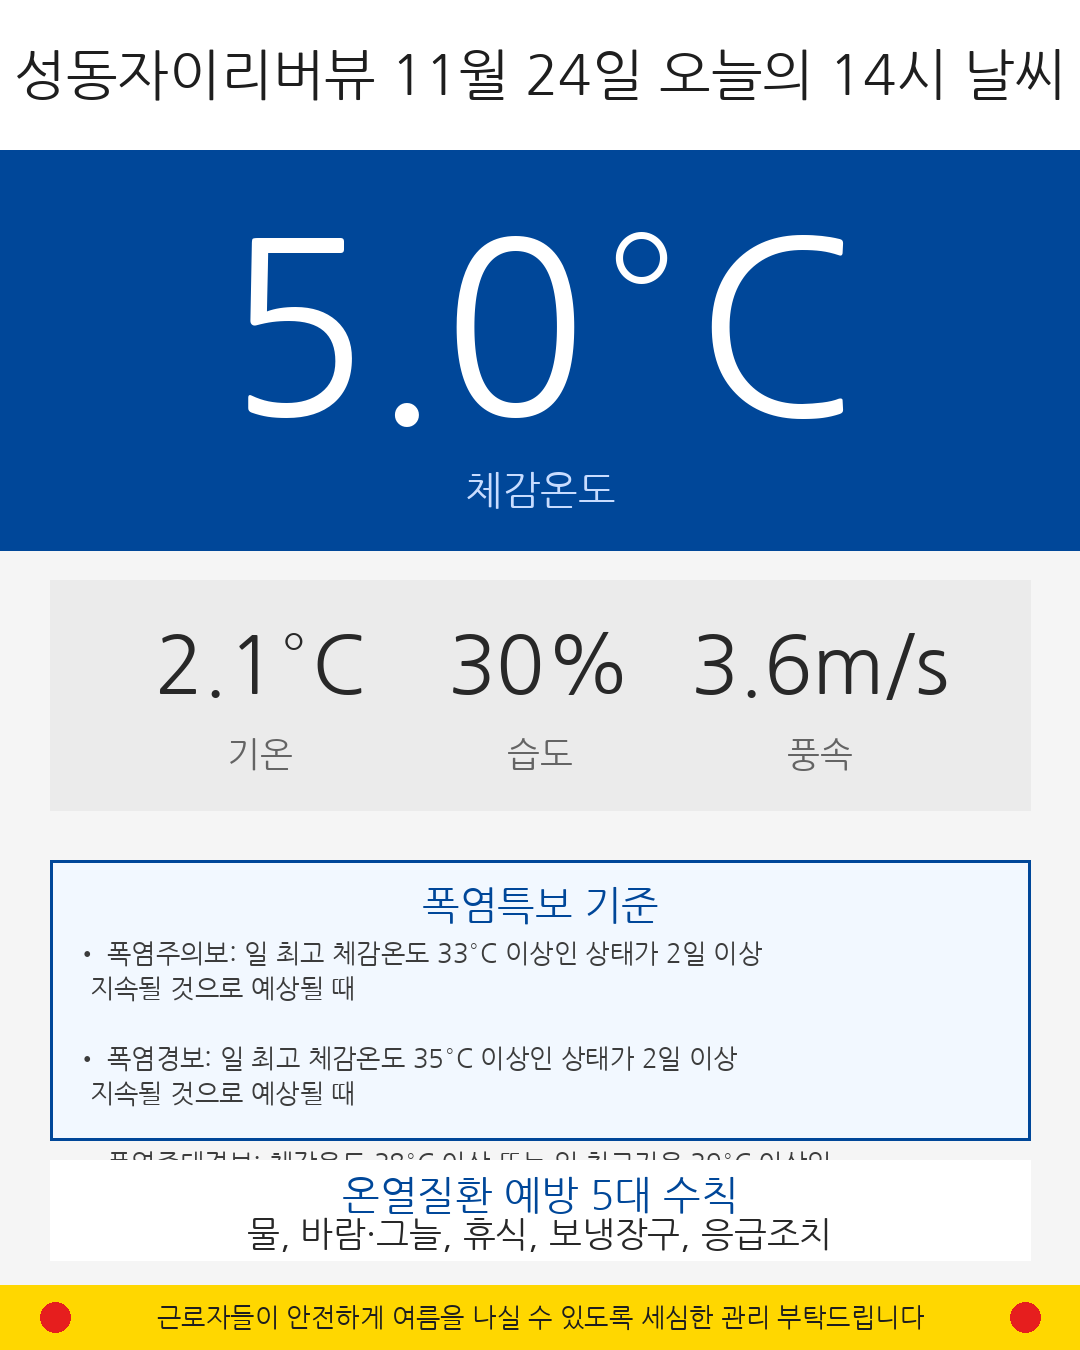 성동자이리버뷰 11월 24일 오늘의 14시 날씨
5.0°C
체감온도
2.1°C 30% 3.6m/s
기온 습도 풍속
폭염특보 기준
• 폭염주의보: 일 최고 체감온도 33°C 이상인 상태가 2일 이상
지속될 것으로 예상될 때
• 폭염경보: 일 최고 체감온도 35°C 이상인 상태가 2일 이상
지속될 것으로 예상될 때
온열질환 예방 5대 수칙
물, 바람·그늘, 휴식, 보냉장구, 응급조치
근로자들이 안전하게 여름을 나실 수 있도록 세심한 관리 부탁드립니다